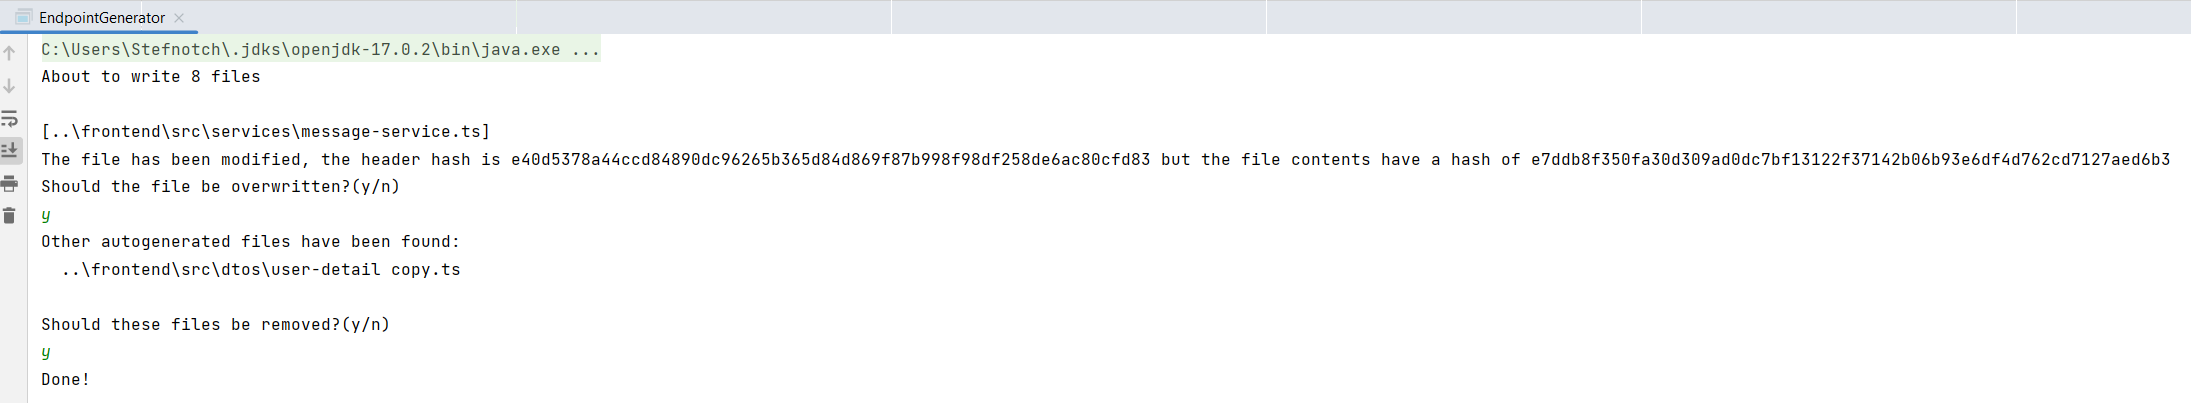 EndpointGenerator
C:\Users\Stefnotch\.jdks\openjdk-17.0.2\bin\java.exe ...
About to write 8 files
[..\frontend\src\services\message-service.ts]
The file has been modified, the header hash is e40d5378a44ccd84890dc96265b365d84d869f87b998f98df258de6ac80cfd83 but the file contents have a hash of e7ddb8f350fa30d309ad0dc7bf13122f37142b06b93e6df4d762cd7127aed6b3
Should the file be overwritten?(y/n)
y
Other autogenerated files have been found:
..\frontend\src\dtos\user-detail copy.ts
Should these files be removed?(y/n)
y
Done!